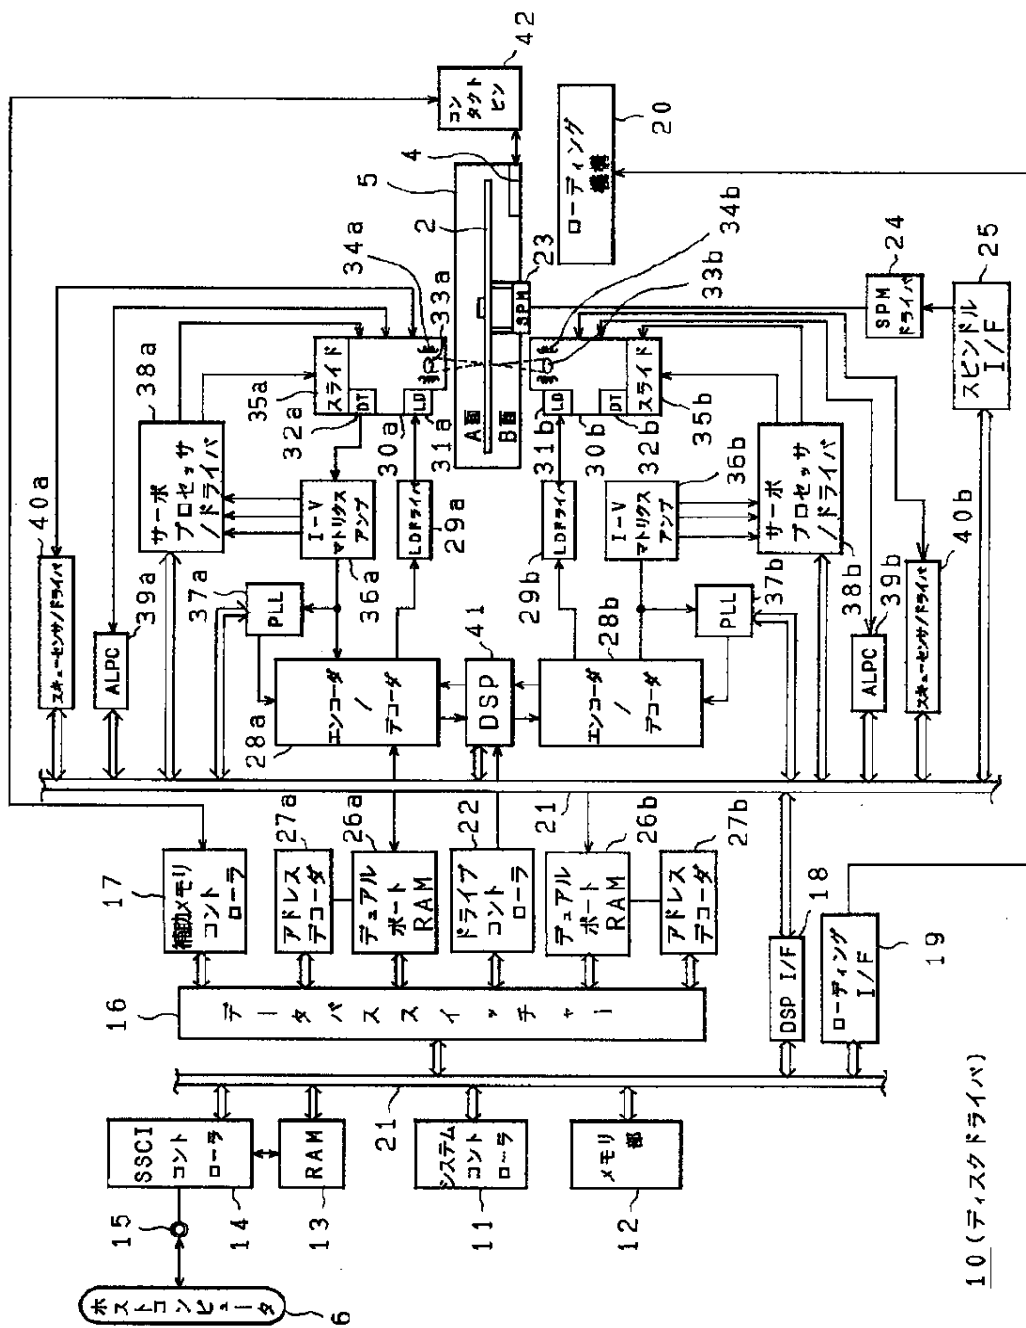 ホストコンピュータ
6
15
SSCI
コントローラ
14
RAM
13
システム
コントローラ
11
メモリ部
12
10(ディスクドライバ)
21
16
データバススイッチャー
DSP I/F
18
ローディング
I/F
19
補助メモリ
コントローラ
17
アドレス
デコーダ
27a
デュアル
ポート
RAM
26a
ドライブ
コントローラ
22
デュアル
ポート
RAM
26b
アドレス
デコーダ
27b
21
スキューセンサ/ドライバ
40a
ALPC
39a
サーボ
プロセッサ
/ドライバ
38a
PLL
37a
エンコーダ
/
デコーダ
28a
DSP
41
エンコーダ
/
デコーダ
28b
PLL
37b
サーボ
プロセッサ
/ドライバ
38b
ALPC
39b
スキューセンサ/ドライバ
40b
I-V
マトリクス
アンプ
36a
LDドライバ
29a
LDドライバ
29b
I-V
マトリクス
アンプ
36b
スライド
35a
DT
32a
30a
LD
31a
34a
33a
A面
B面
5
2
4
SPM
23
LD
31b
30b
DT
32b
スライド
35b
33b
34b
SPM
ドライバ
24
スピンドル
I/F
25
コンタクト
ピン
42
ローディング
機構
20